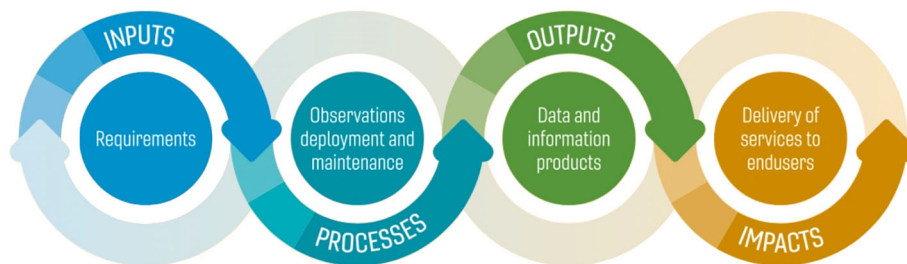 INPUTS
Requirements
Observations
deployment and
maintenance
PROCESSES
OUTPUTS
Data and
information
products
Delivery of
services to
endusers
IMPACTS